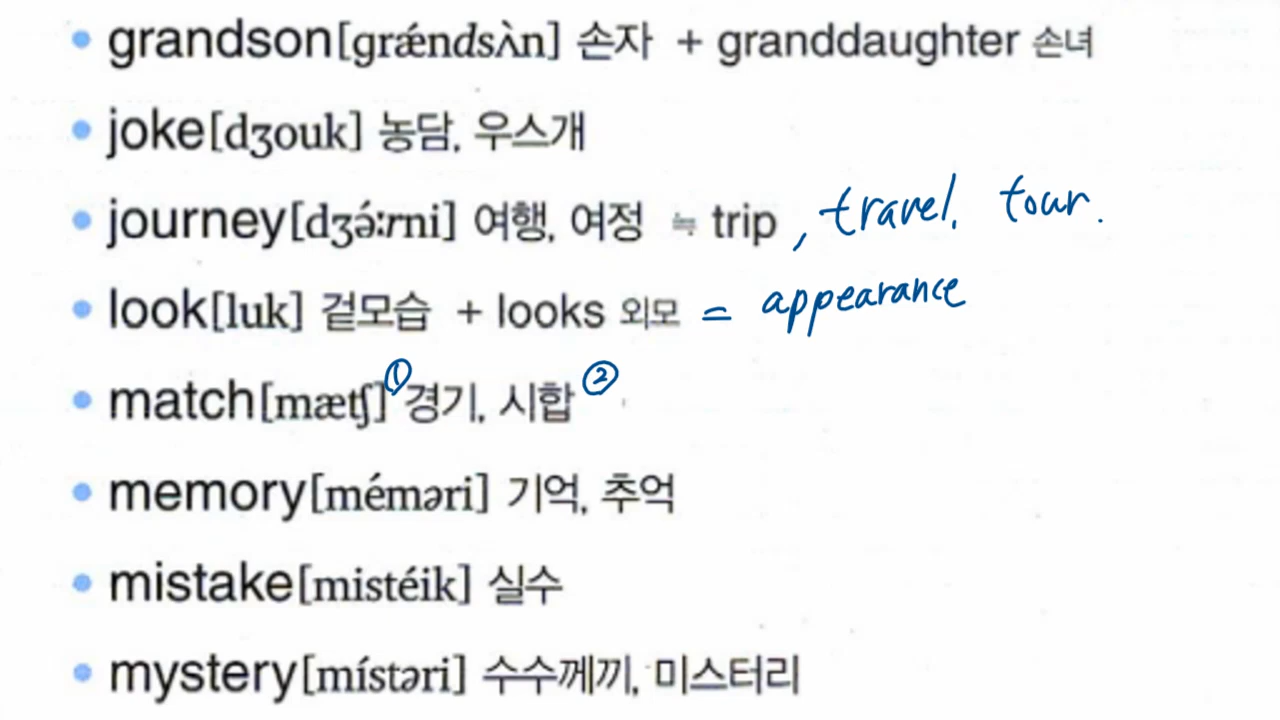 • grandson[grǽndsʌ̀n] 손자 + granddaughter 손녀
• joke[dʒouk] 농담, 우스개
• journey[dʒə́ːrni] 여행, 여정 ≒ trip , travel. tour.
• look[luk] 겉모습 + looks 외모 = appearance
• match[mætʃ] ① 경기, 시합 ②
• memory[méməri] 기억, 추억
• mistake[mistéik] 실수
• mystery[místəri] 수수께끼, 미스터리